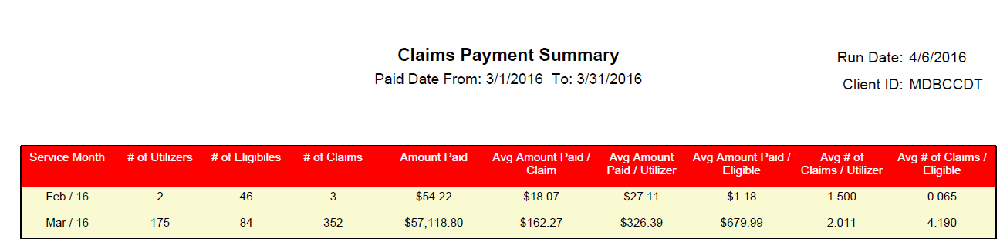 Claims Payment Summary
Run Date: 4/6/2016
Paid Date From: 3/1/2016 To: 3/31/2016
Client ID: MDBCCDT
Service Month # of Utilizers # of Eligibiles # of Claims Amount Paid Avg Amount Paid / Claim Avg Amount Paid / Utilizer Avg Amount Paid / Eligible Avg # of Claims / Utilizer Avg # of Claims / Eligible
Feb / 16 2 46 3 $54.22 $18.07 $27.11 $1.18 1.500 0.065
Mar / 16 175 84 352 $57,118.80 $162.27 $326.39 $679.99 2.011 4.190